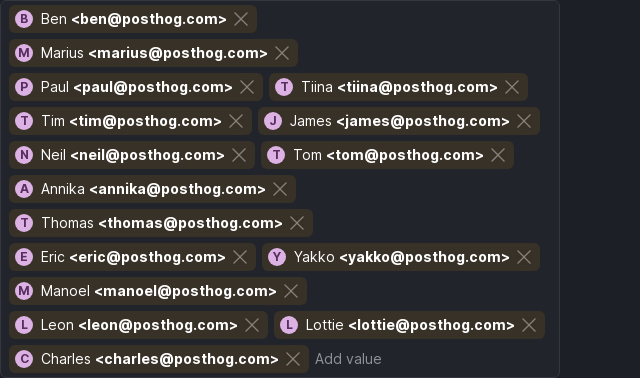 B Ben <ben@posthog.com>
M Marius <marius@posthog.com>
P Paul <paul@posthog.com> T Tiina <tiina@posthog.com>
T Tim <tim@posthog.com> J James <james@posthog.com>
N Neil <neil@posthog.com> T Tom <tom@posthog.com>
A Annika <annika@posthog.com>
T Thomas <thomas@posthog.com>
E Eric <eric@posthog.com> Y Yakko <yakko@posthog.com>
M Manoel <manoel@posthog.com>
L Leon <leon@posthog.com> L Lottie <lottie@posthog.com>
C Charles <charles@posthog.com> Add value